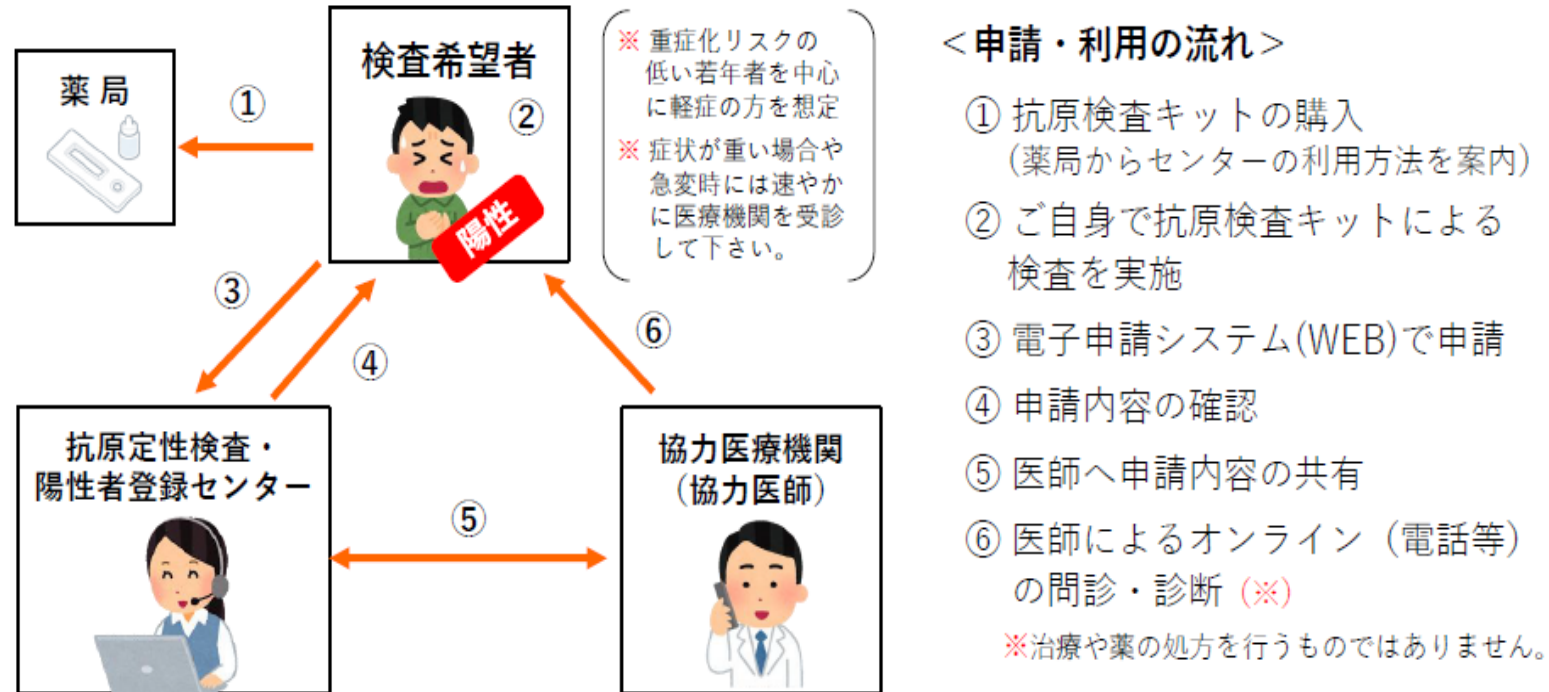 薬局
①
検査希望者
②
陽性
※ 重症化リスクの
低い若年者を中心
に軽症の方を想定
※ 症状が重い場合や
急変時には速やか
に医療機関を受診
して下さい。
③
④
⑥
抗原定性検査・
陽性者登録センター
⑤
協力医療機関
（協力医師）
＜申請・利用の流れ＞
① 抗原検査キットの購入
（薬局からセンターの利用方法を案内）
② ご自身で抗原検査キットによる
検査を実施
③ 電子申請システム(WEB)で申請
④ 申請内容の確認
⑤ 医師へ申請内容の共有
⑥ 医師によるオンライン（電話等）
の問診・診断（※）
※治療や薬の処方を行うものではありません。